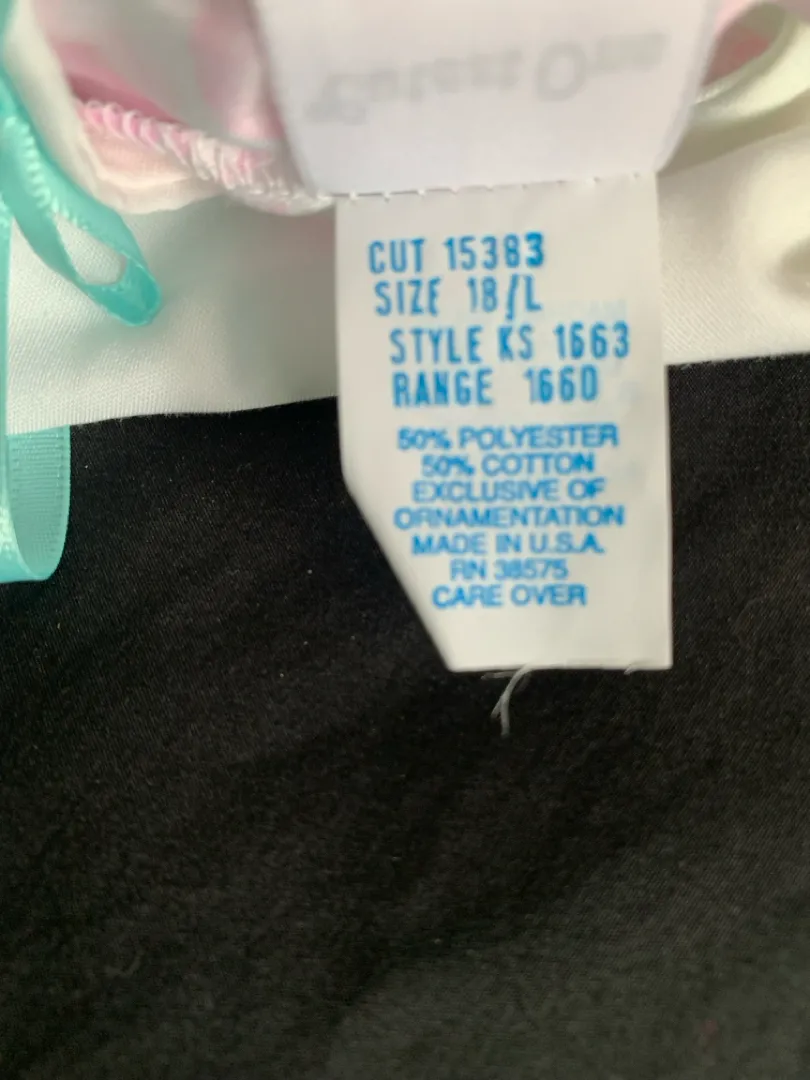 CUT 15383
SIZE 18/L
STYLE KS 1663
RANGE 1660
50% POLYESTER
50% COTTON
EXCLUSIVE OF
ORNAMENTATION
MADE IN U.S.A.
RN 38575
CARE OVER